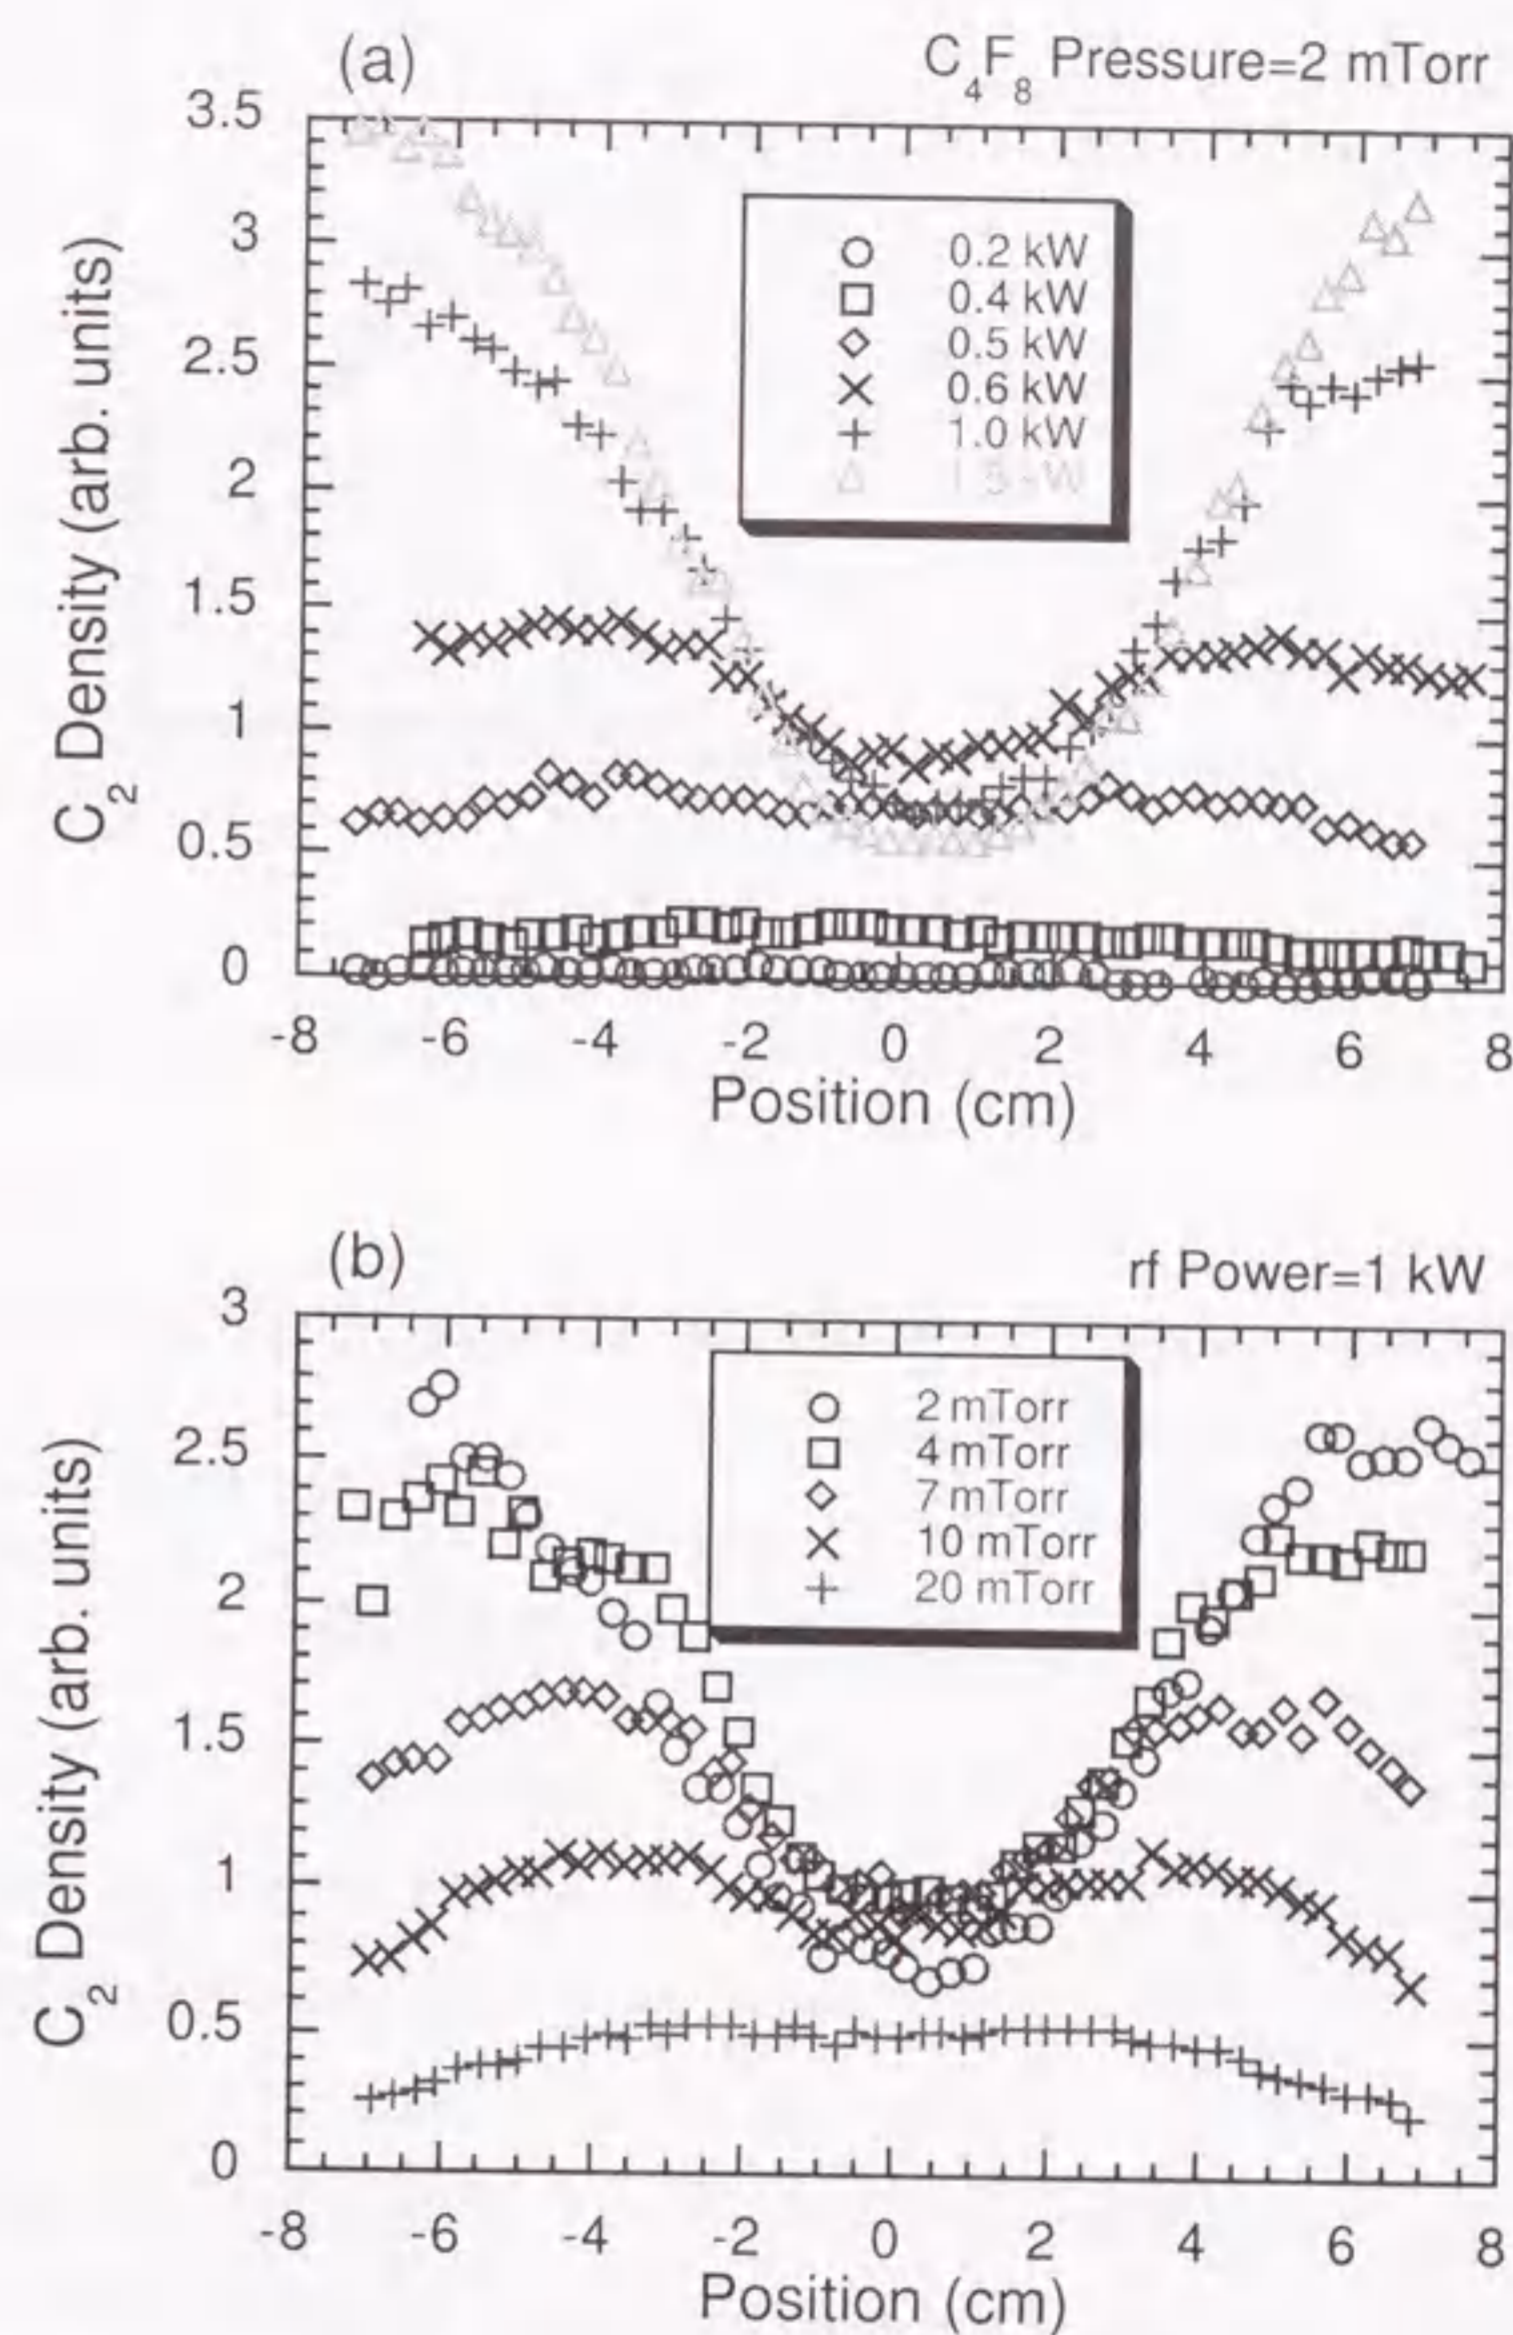 (a)
C4F8 Pressure=2 mTorr
3.5
3
2.5
2
1.5
1
0.5
0
C2 Density (arb. units)
0.2 kW
0.4 kW
0.5 kW
0.6 kW
1.0 kW
-8 -6 -4 -2 0 2 4 6 8
Position (cm)
(b)
rf Power=1 kW
3
2.5
2
1.5
1
0.5
0
C2 Density (arb. units)
2 mTorr
4 mTorr
7 mTorr
10 mTorr
20 mTorr
-8 -6 -4 -2 0 2 4 6 8
Position (cm)